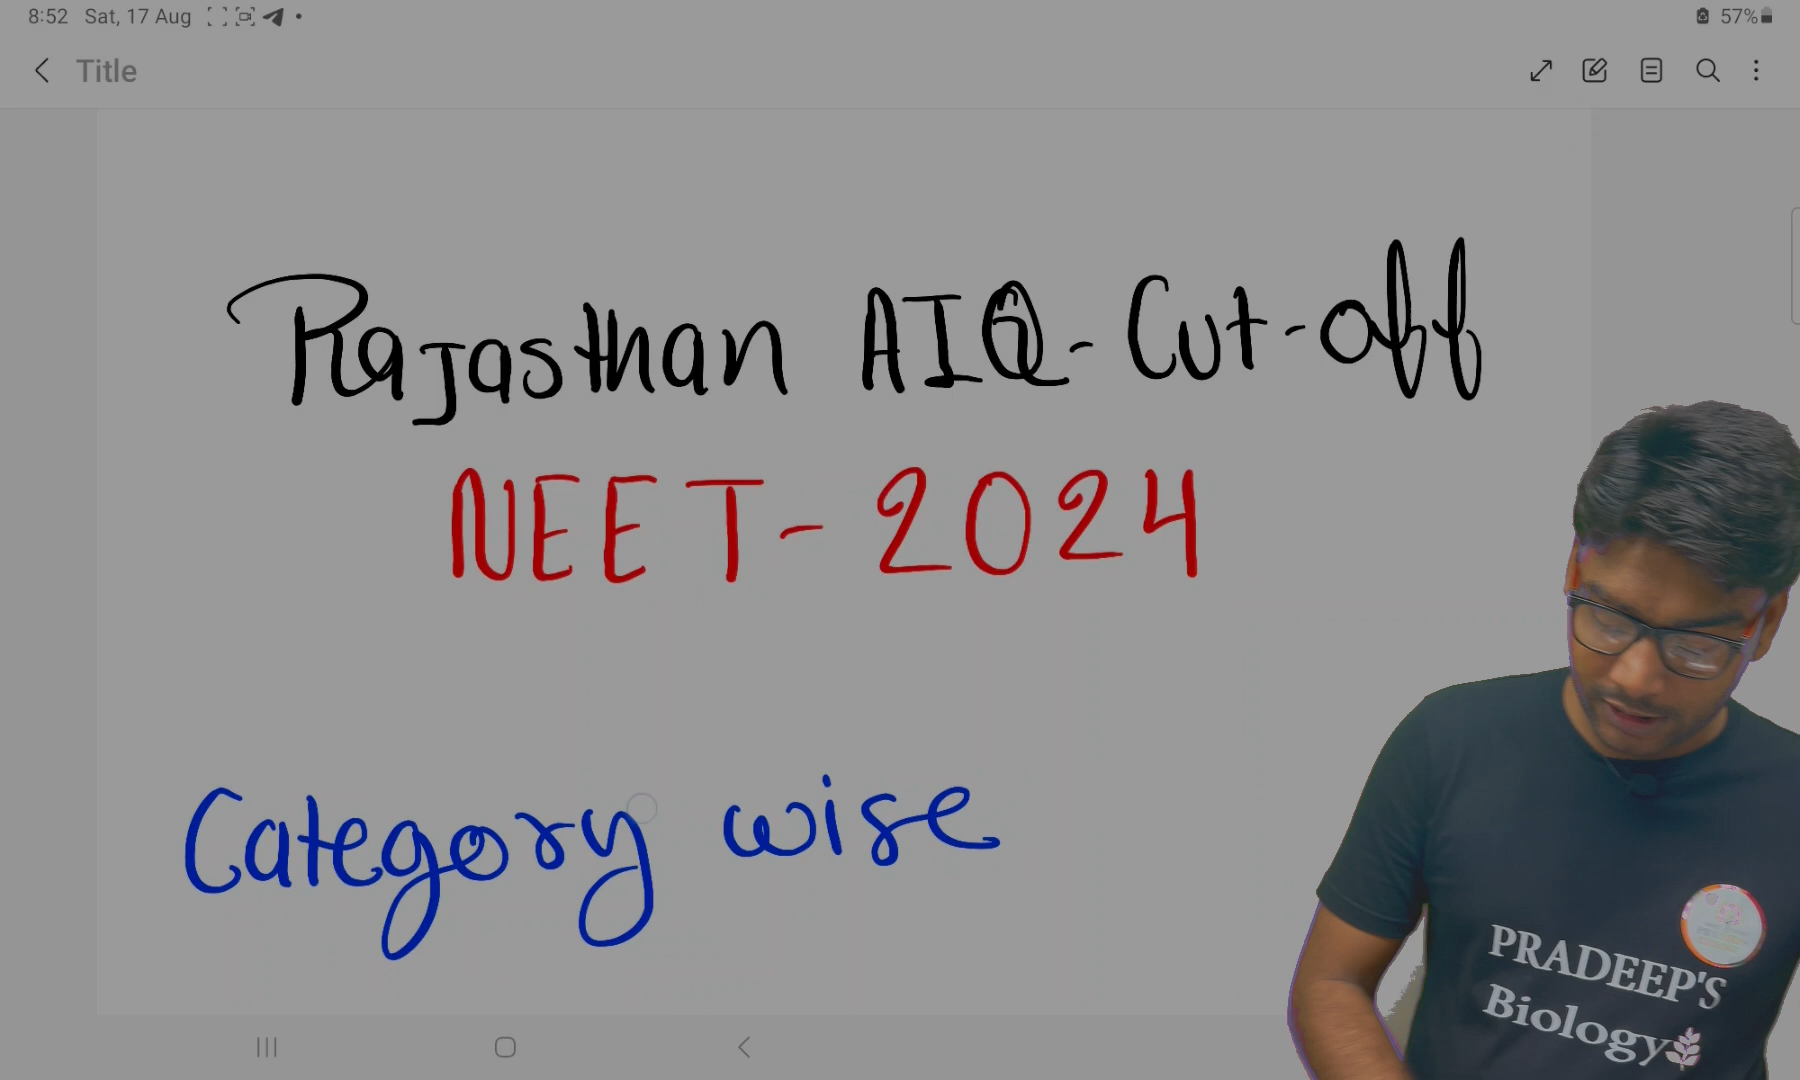 8:52 Sat, 17 Aug 57%
Title
Rajasthan AIQ - Cut-off
NEET - 2024
Category wise
PRADEEP'S
Biology